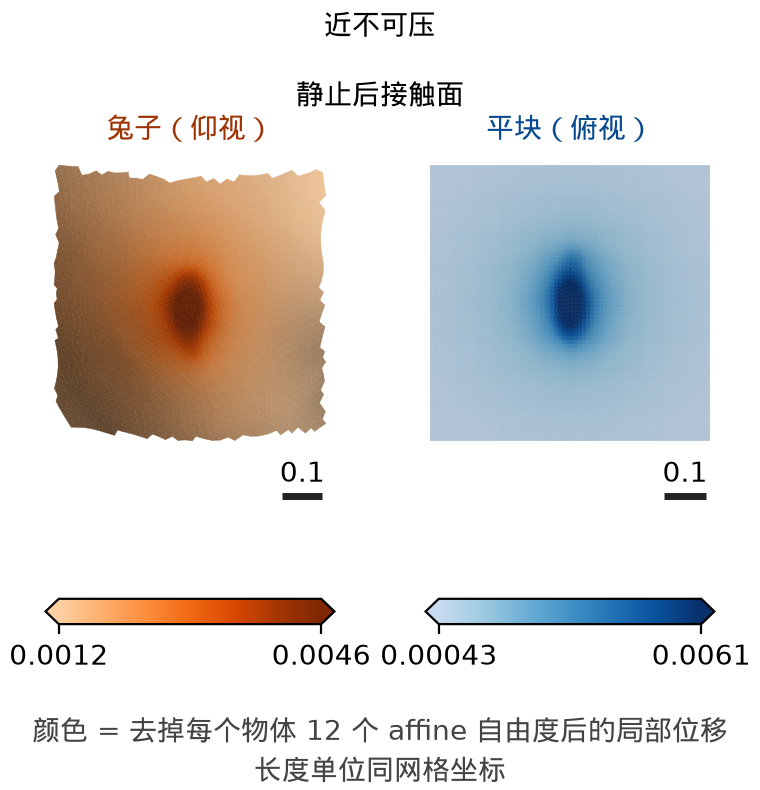 近不可压
静止后接触面
兔子（仰视）
平块（俯视）
0.1
0.1
0.0012
0.0046
0.00043
0.0061
颜色 = 去掉每个物体 12 个 affine 自由度后的局部位移
长度单位同网格坐标